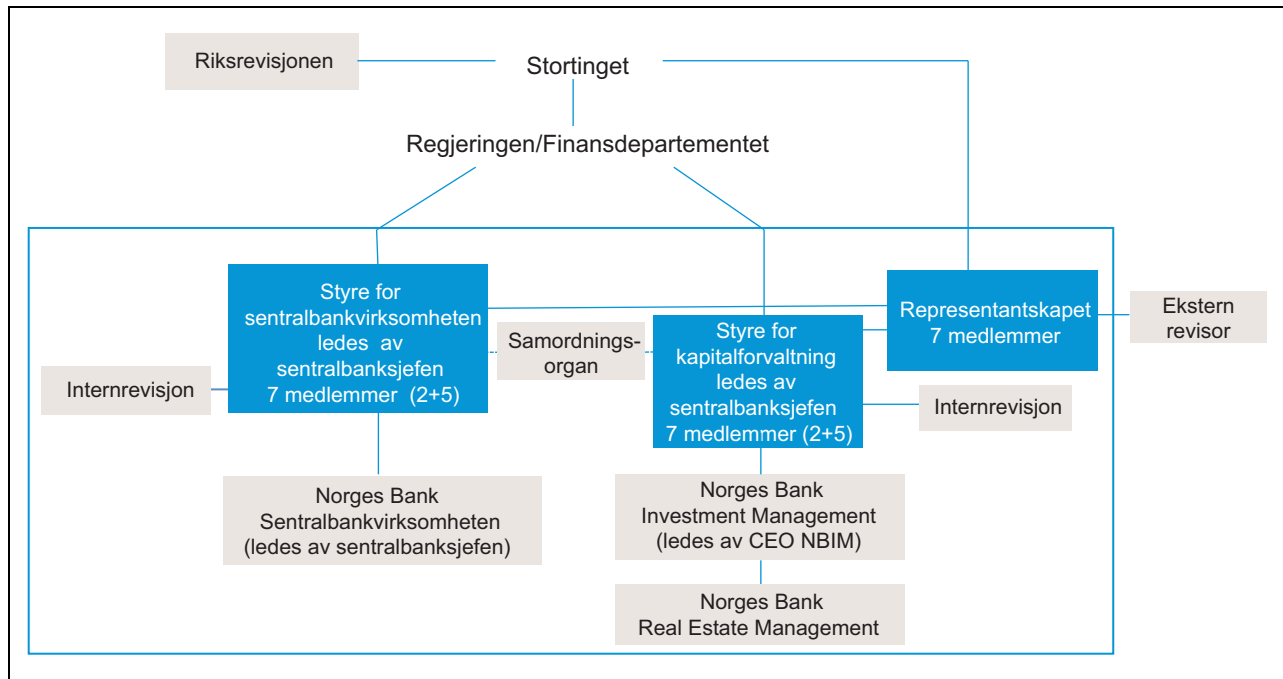 Riksrevisjonen
Stortinget
Regjeringen/Finansdepartementet
Styre for
sentralbankvirksomheten
ledes av
sentralbanksjefen
7 medlemmer (2+5)
Samordnings-
organ
Styre for
kapitalforvaltning
ledes av
sentralbanksjefen
7 medlemmer (2+5)
Representantskapet
7 medlemmer
Ekstern
revisor
Internrevisjon
Internrevisjon
Norges Bank
Sentralbankvirksomheten
(ledes av sentralbanksjefen)
Norges Bank
Investment Management
(ledes av CEO NBIM)
Norges Bank
Real Estate Management